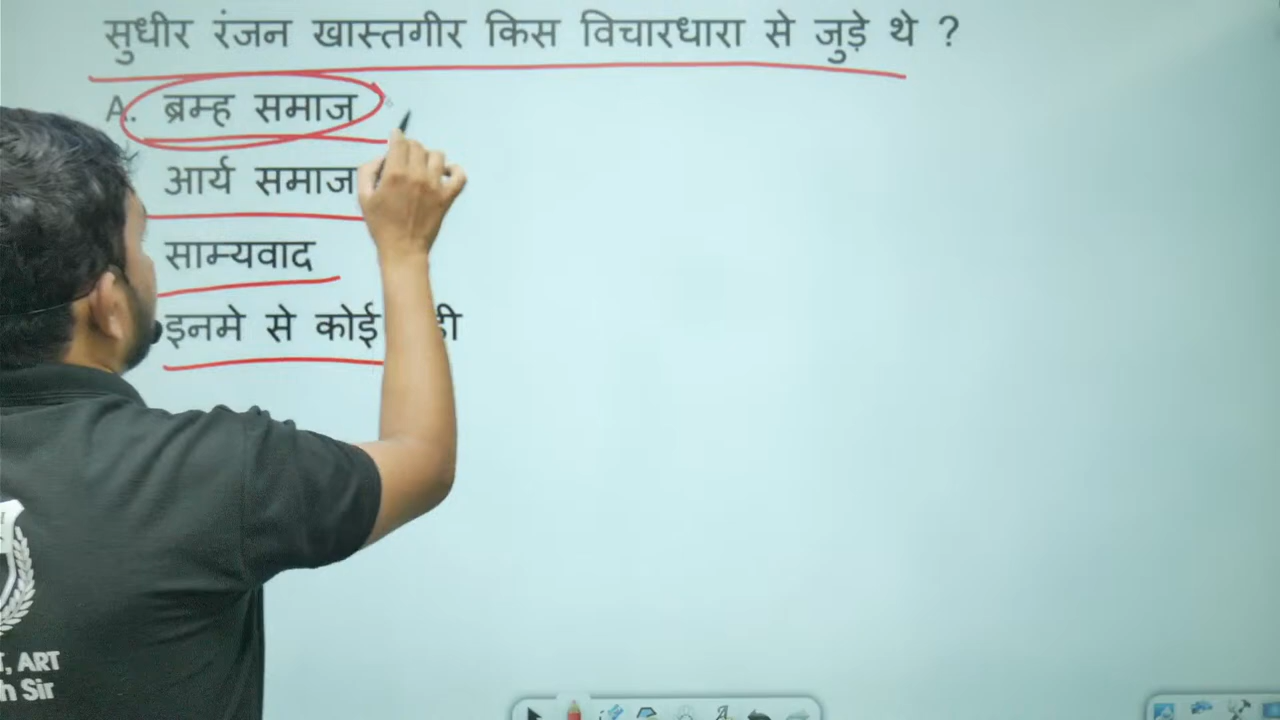 सुधीर रंजन खास्तगीर किस विचारधारा से जुड़े थे ?
A. ब्रम्ह समाज
आर्य समाज
साम्यवाद
इनमे से कोई
ART
Sir